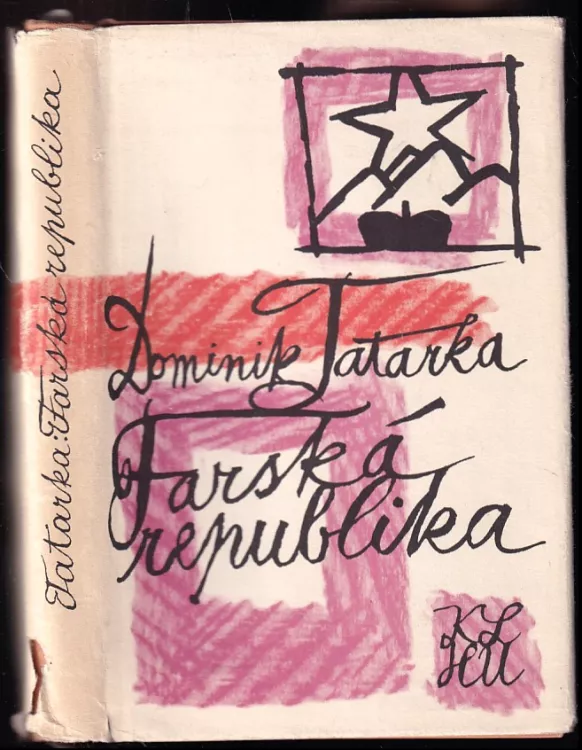 Tatarka: Farská republika
Dominik Tatarka
Farská
republika
KL
HU